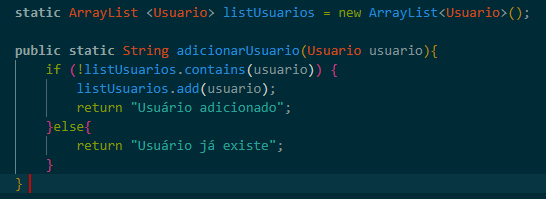 static ArrayList <Usuario> listUsuarios = new ArrayList<Usuario>();
public static String adicionarUsuario(Usuario usuario){
if (!listUsuarios.contains(usuario)) {
listUsuarios.add(usuario);
return "Usuário adicionado";
}else{
return "Usuário já existe";
}
}